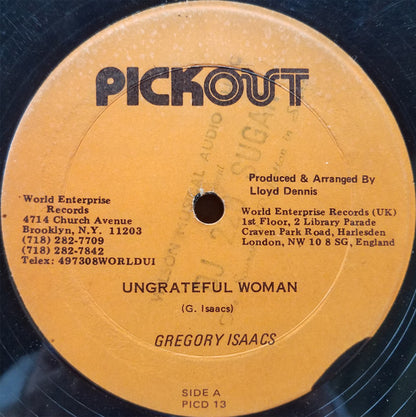 PICKOUT
Produced & Arranged By
Lloyd Dennis
World Enterprise
Records
4714 Church Avenue
Brooklyn, N.Y. 11203
(718) 282-7709
(718) 282-7842
Telex: 497308WORLDUI
World Enterprise Records (UK)
1st Floor, 2 Library Parade
Craven Park Road, Harlesden
London, NW 10 8 SG, England
UNGRATEFUL WOMAN
(G. Isaacs)
GREGORY ISAACS
SIDE A
PICD 13
AUDIO
SUGAR